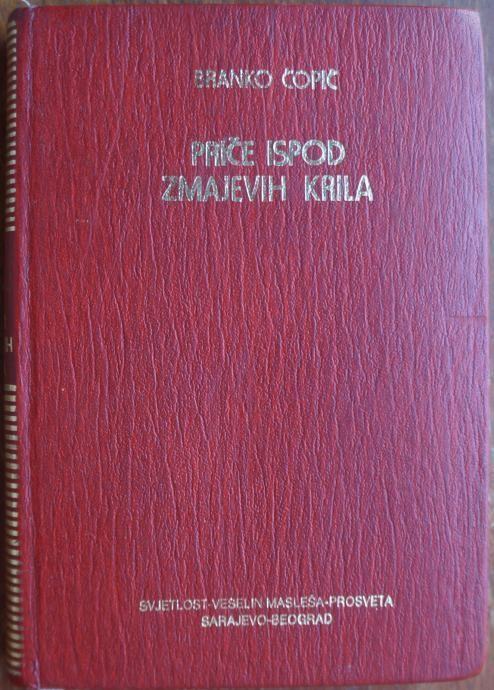 BRANKO ĆOPIĆ
PRIČE ISPOD
ZMAJEVIH KRILA
H
SVJETLOST-VESELIN MASLEŠA-PROSVETA
SARAJEVO-BEOGRAD